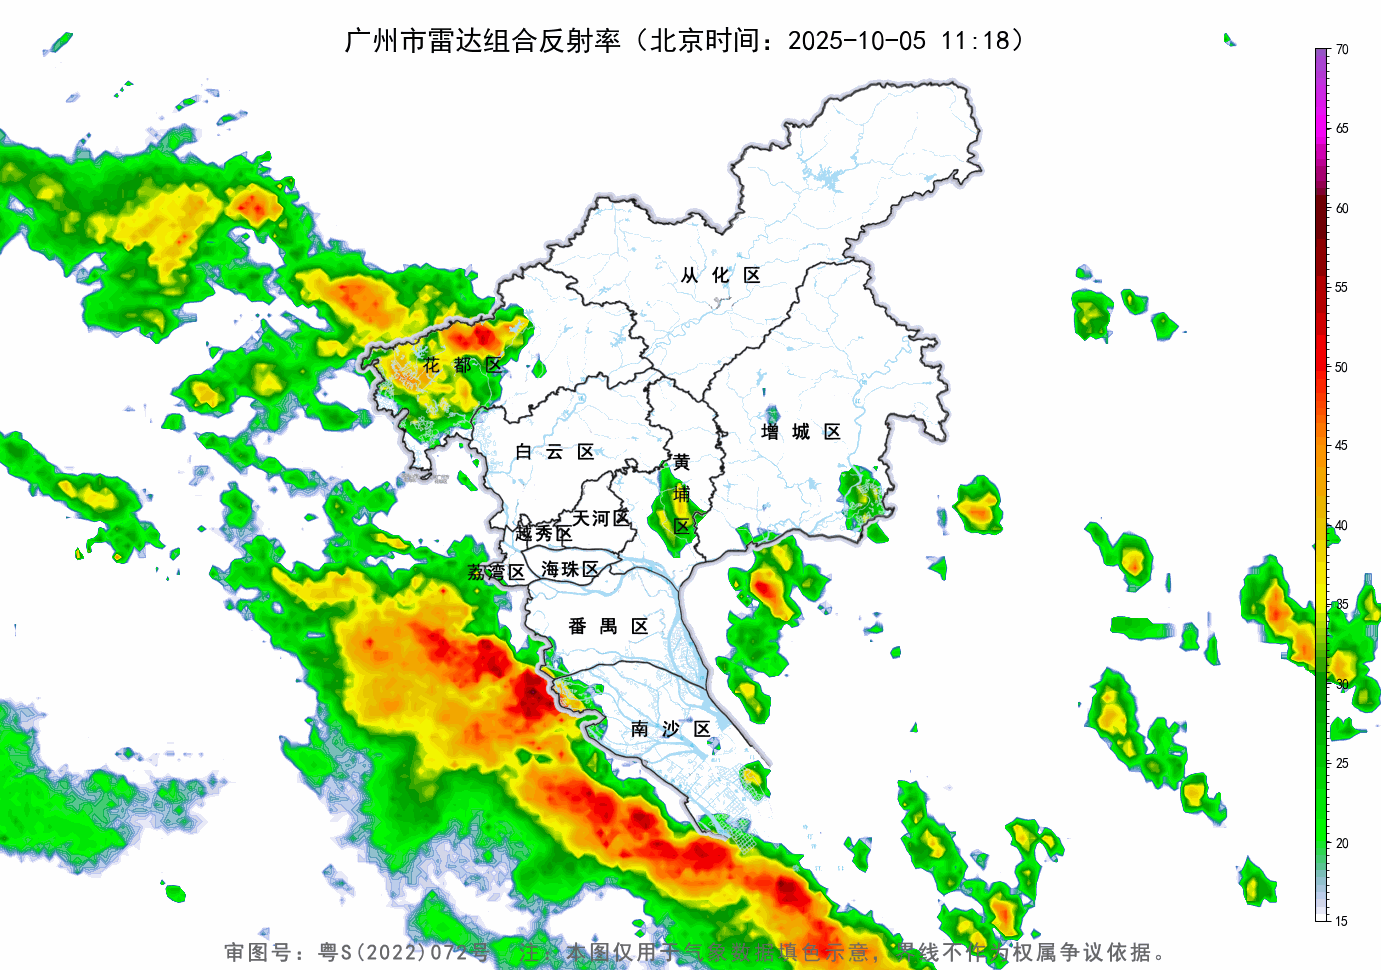 广州市雷达组合反射率（北京时间：2025-10-05 11:18）
70
65
60
55
50
45
40
35
30
25
20
15
从 化 区
花 都 区
增 城 区
白 云 区
黄
埔
区
天河区
越秀区
荔湾区
海珠区
番 禺 区
南 沙 区
审图号：粤S(2022)072号 注：本图仅用于气象数据填色示意，界线不作为权属争议依据。